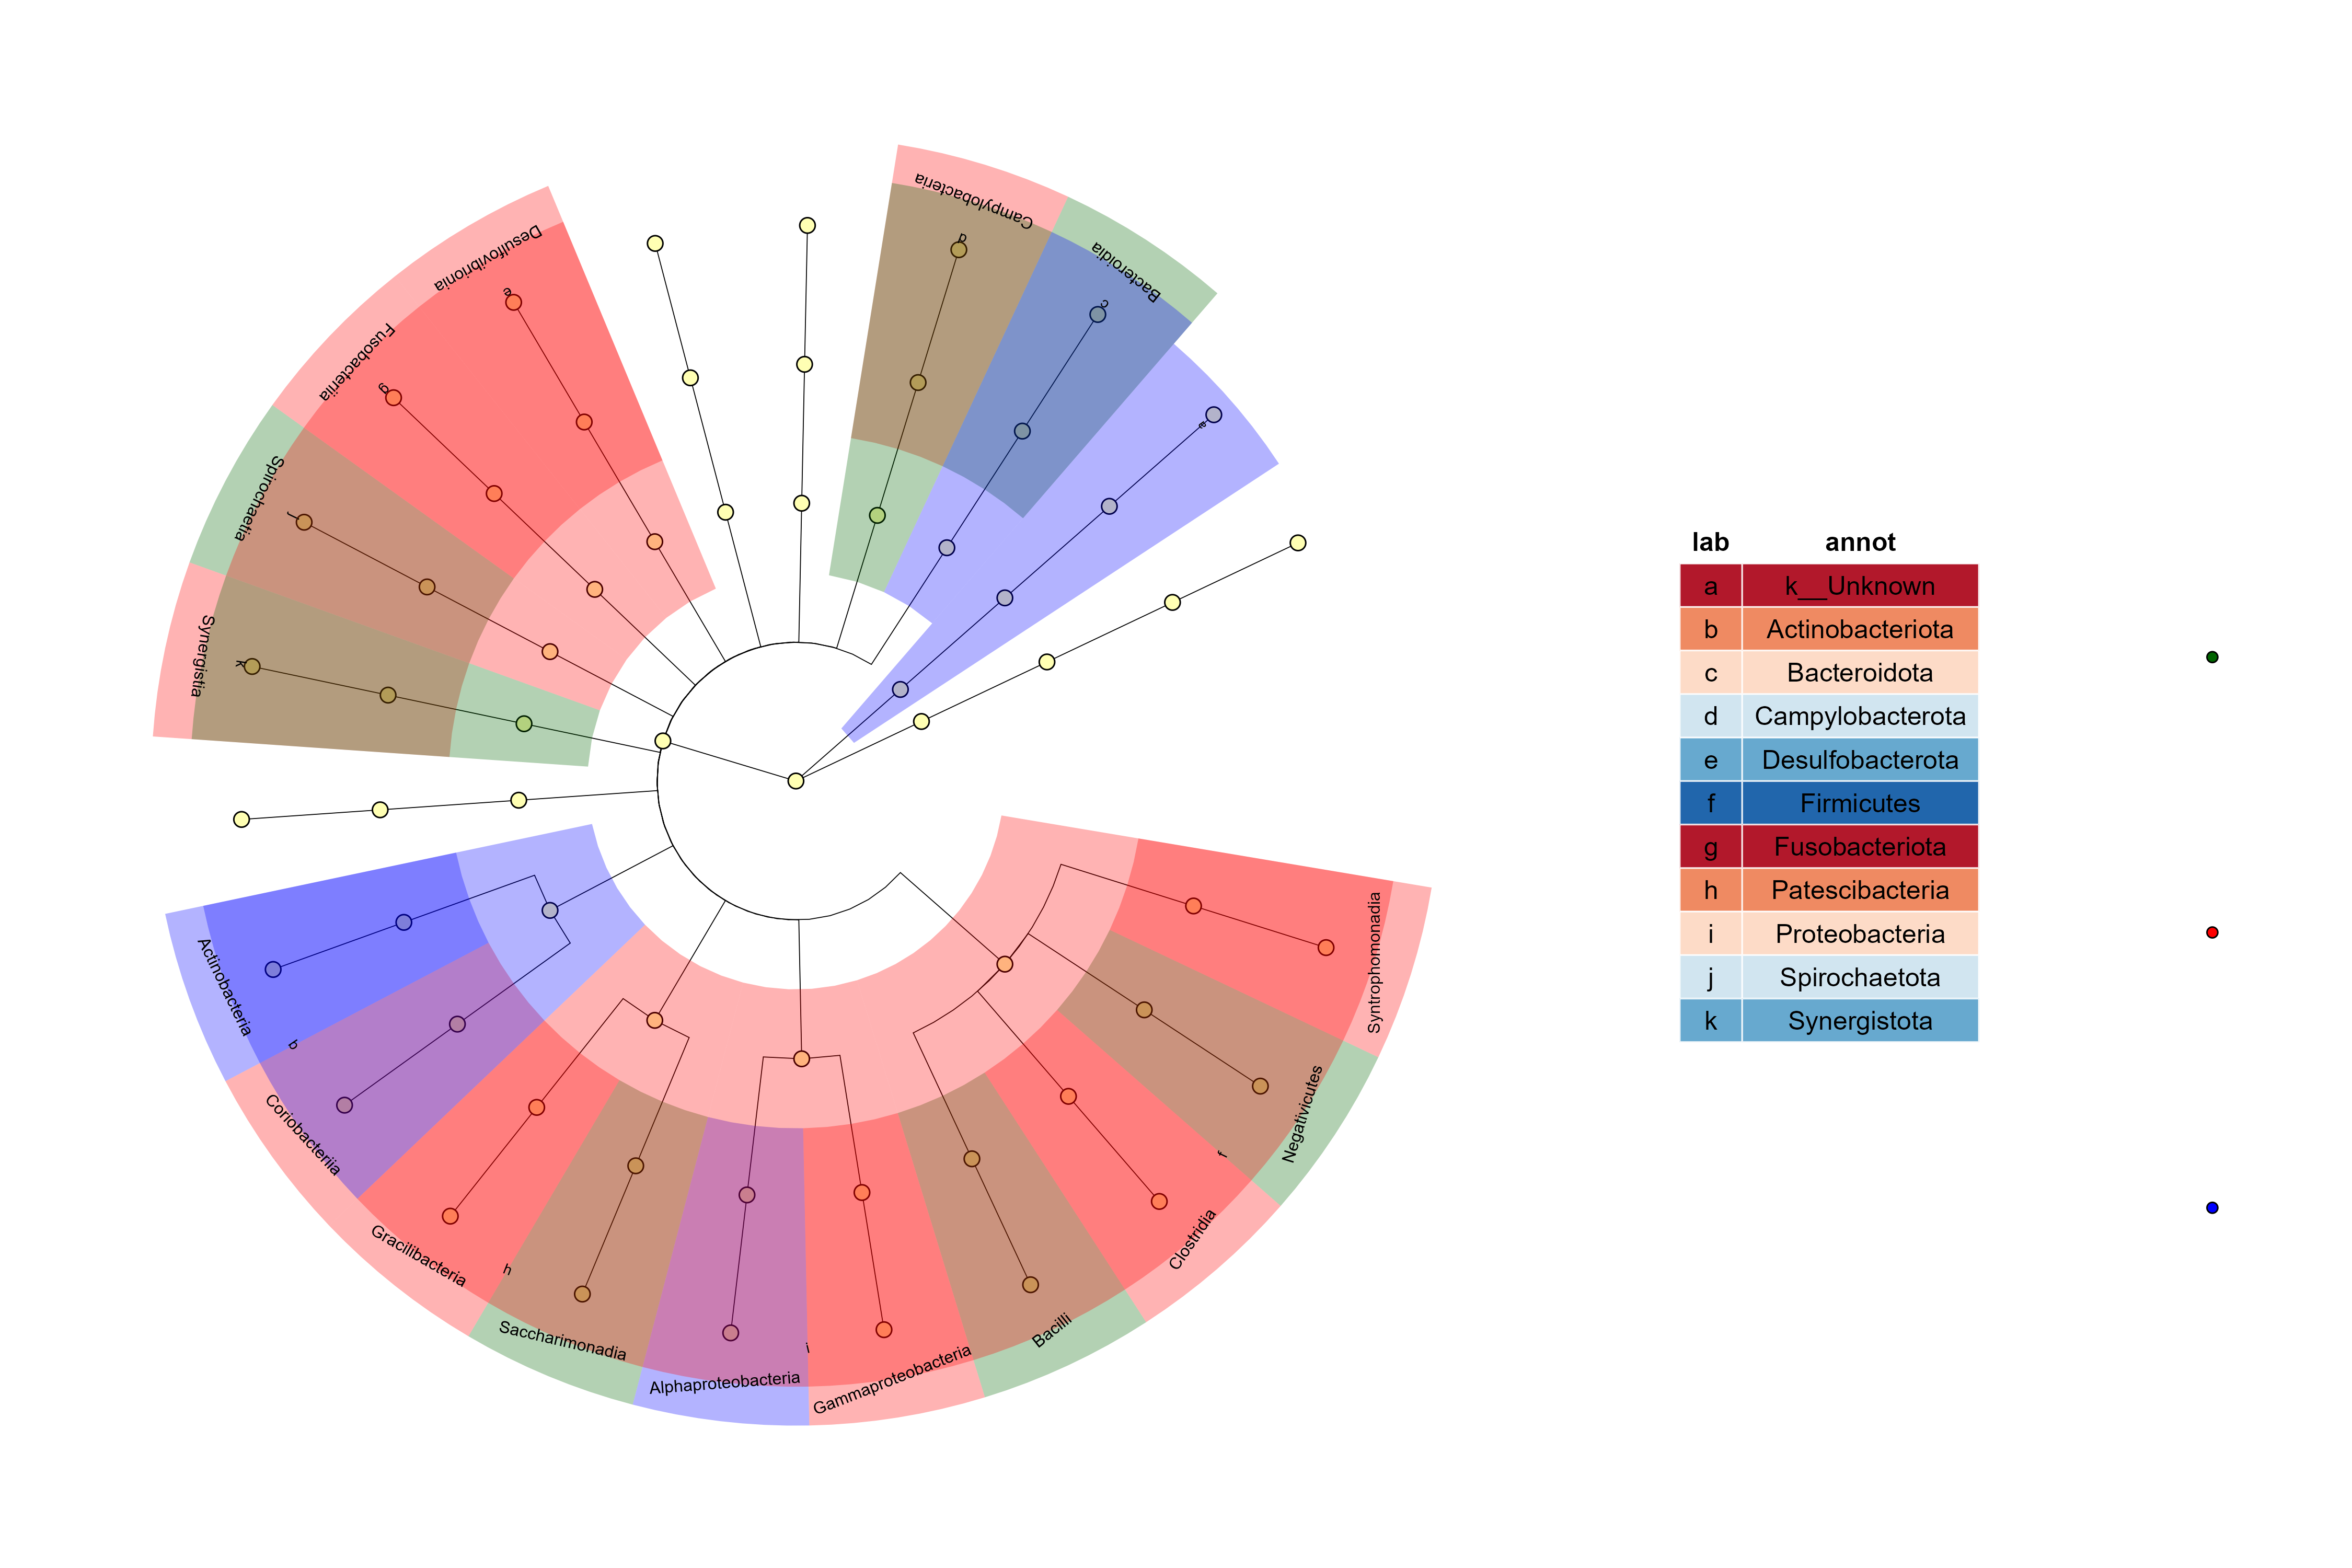 Campylobacteria
d
Bacteroidia
c
a
Desulfovibrionia
e
Fusobacteriia
g
Spirochaetia
j
Synergistia
k
Actinobacteria
b
Coriobacteriia
Gracilibacteria
h
Saccharimonadia
Alphaproteobacteria
i
Gammaproteobacteria
Bacilli
Clostridia
f
Negativicutes
Syntrophomonadia
lab annot
a k__Unknown
b Actinobacteriota
c Bacteroidota
d Campylobacterota
e Desulfobacterota
f Firmicutes
g Fusobacteriota
h Patescibacteria
i Proteobacteria
j Spirochaetota
k Synergistota